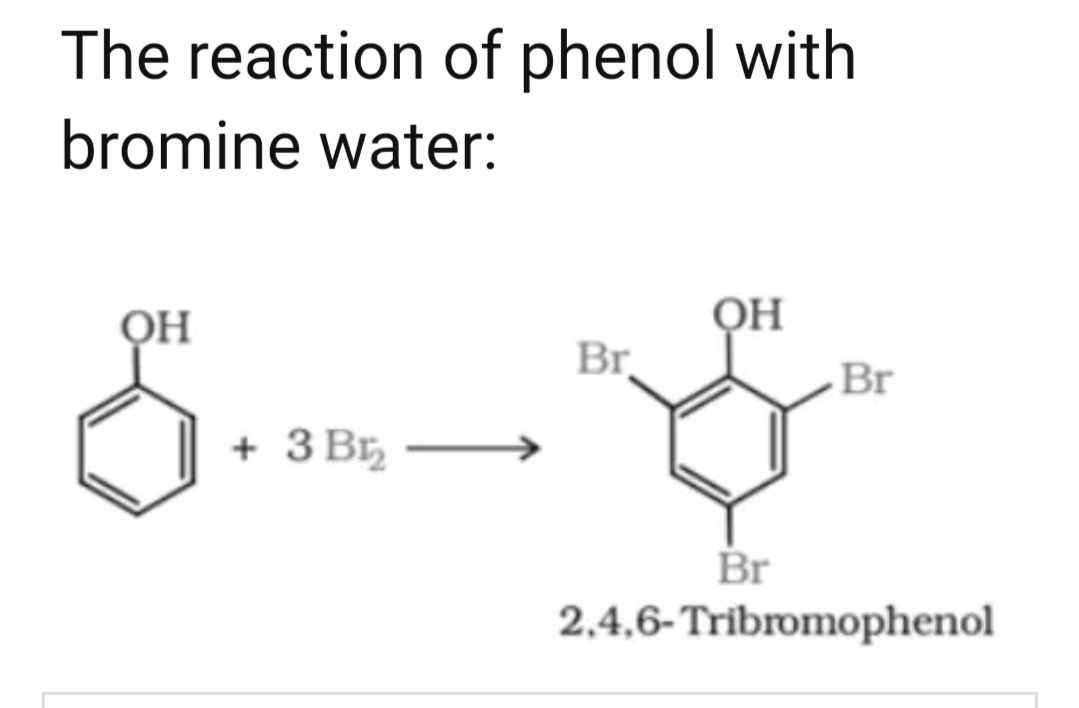 The reaction of phenol with
bromine water:
OH
OH
Br
Br
+ 3 Br₂
Br
2,4,6-Tribromophenol